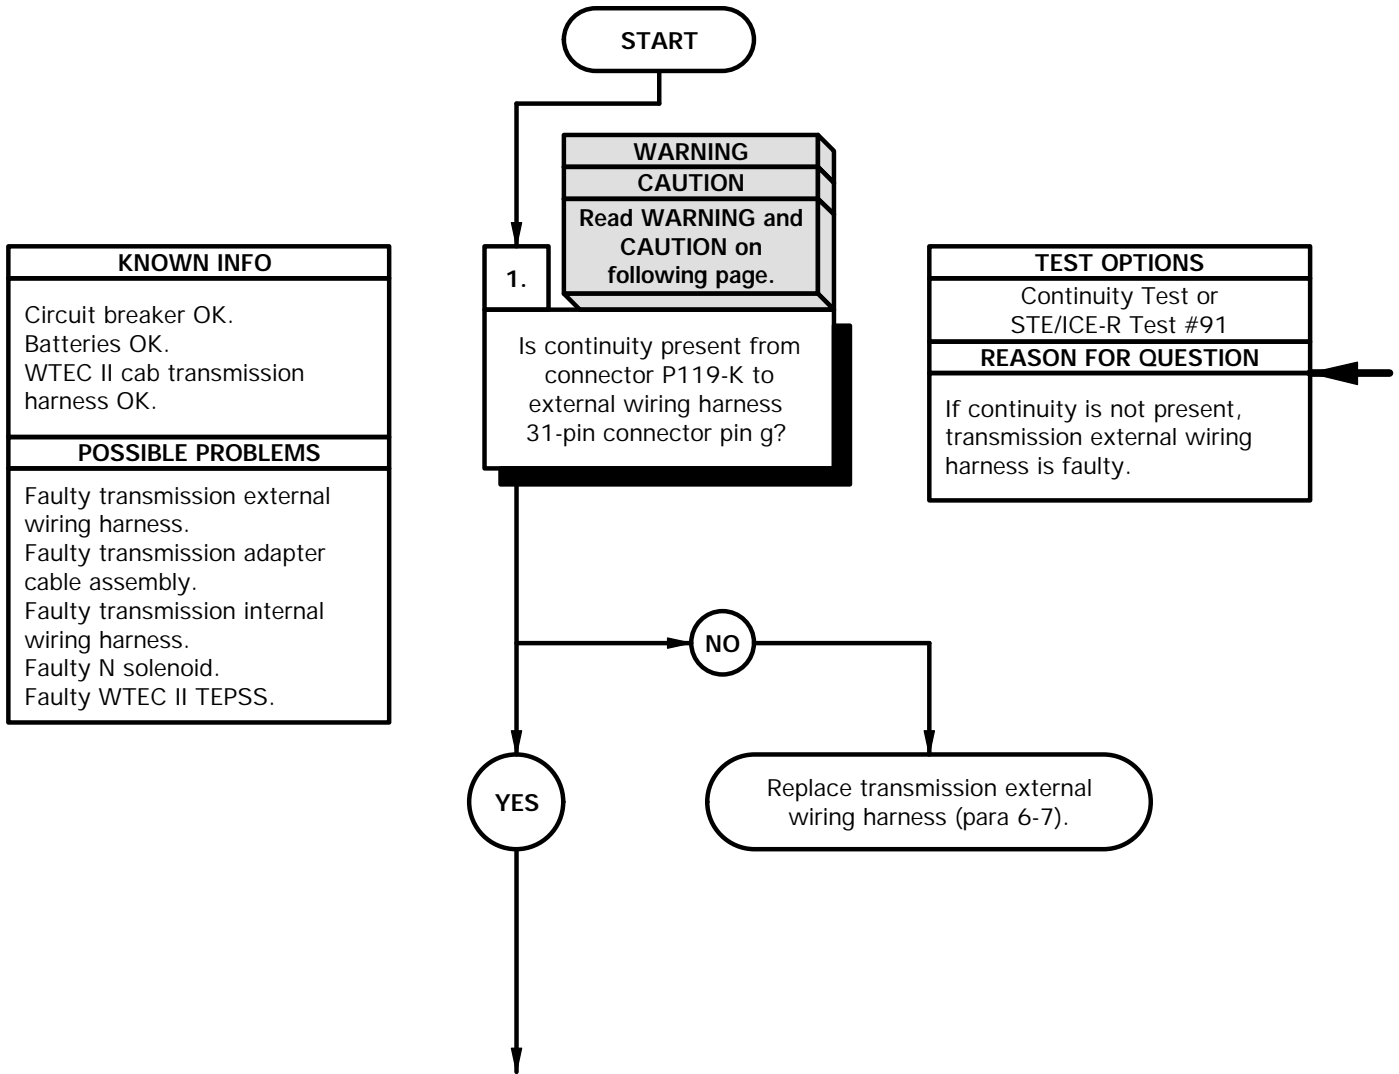 START
WARNING
CAUTION
Read WARNING and
CAUTION on
following page.
1.
Is continuity present from
connector P119-K to
external wiring harness
31-pin connector pin g?
KNOWN INFO
Circuit breaker OK.
Batteries OK.
WTEC II cab transmission
harness OK.
POSSIBLE PROBLEMS
Faulty transmission external
wiring harness.
Faulty transmission adapter
cable assembly.
Faulty transmission internal
wiring harness.
Faulty N solenoid.
Faulty WTEC II TEPSS.
TEST OPTIONS
Continuity Test or
STE/ICE-R Test #91
REASON FOR QUESTION
If continuity is not present,
transmission external wiring
harness is faulty.
NO
YES
Replace transmission external
wiring harness (para 6-7).